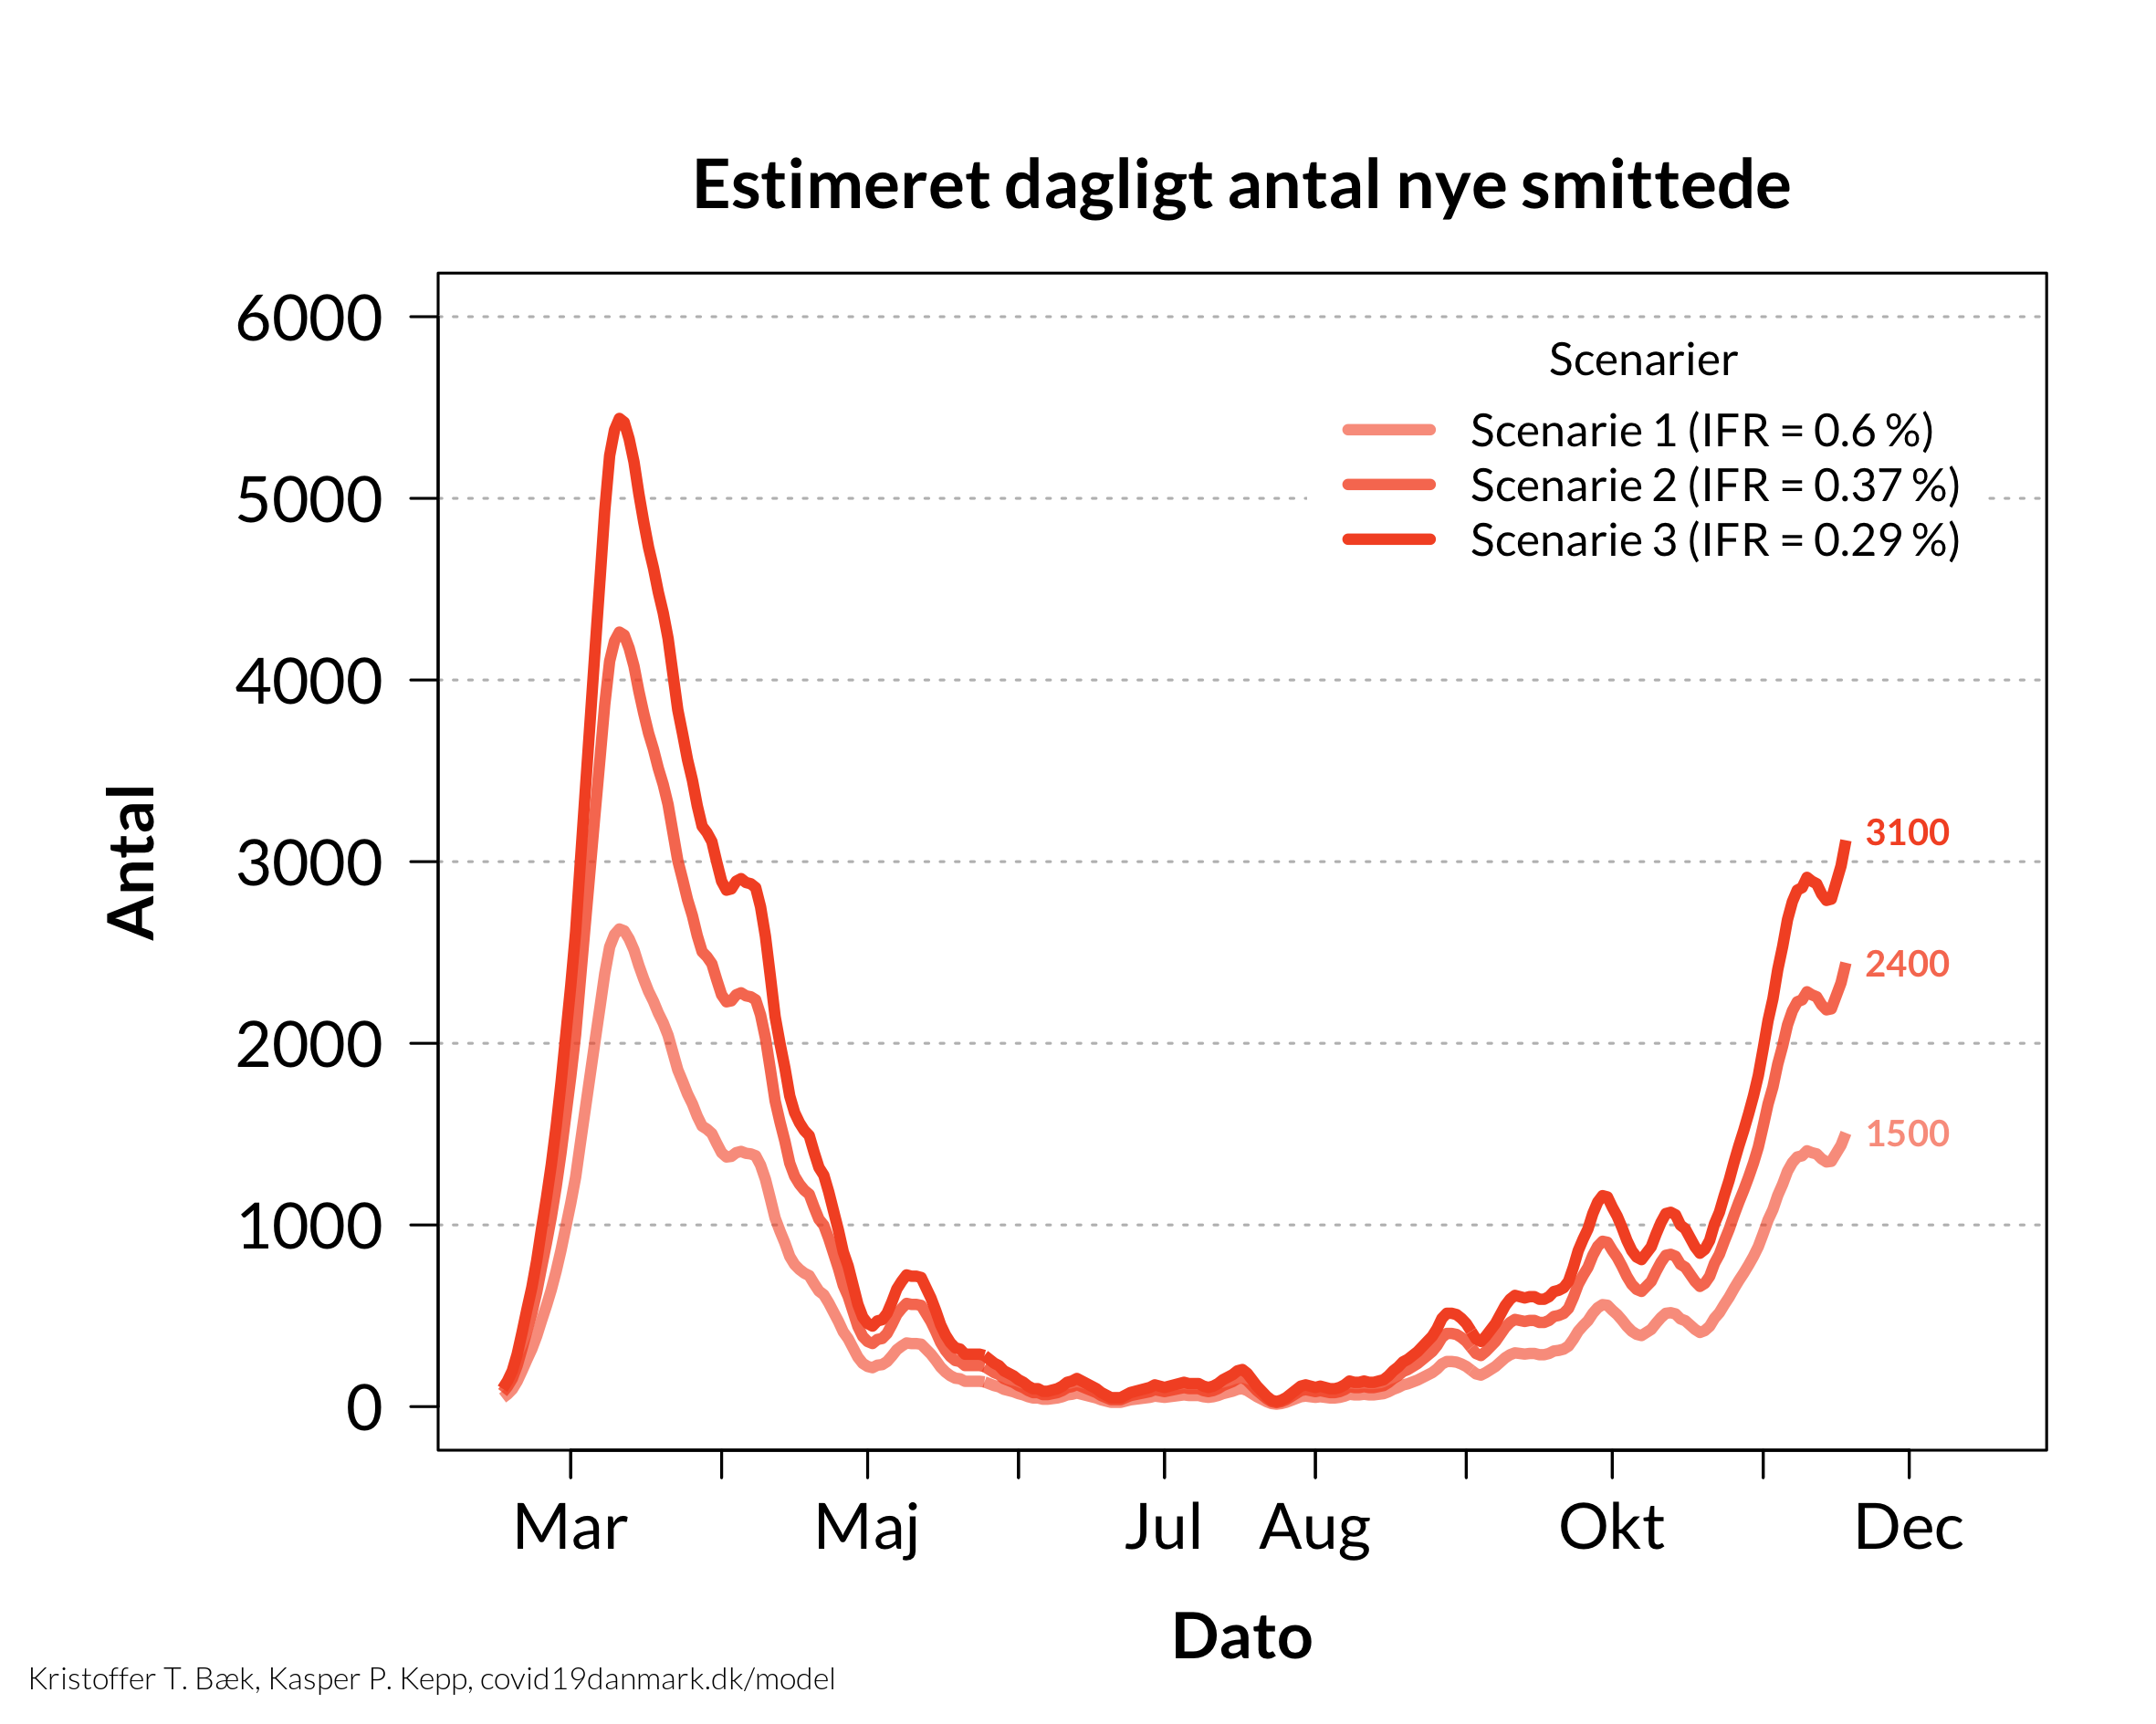 Estimeret dagligt antal nye smittede
6000
5000
4000
3000
2000
1000
0
Antal
Scenarier
Scenarie 1 (IFR = 0.6 %)
Scenarie 2 (IFR = 0.37 %)
Scenarie 3 (IFR = 0.29 %)
3100
2400
1500
Mar Maj Jul Aug Okt Dec
Dato
Kristoffer T. Bæk, Kasper P. Kepp, covid19danmark.dk/model